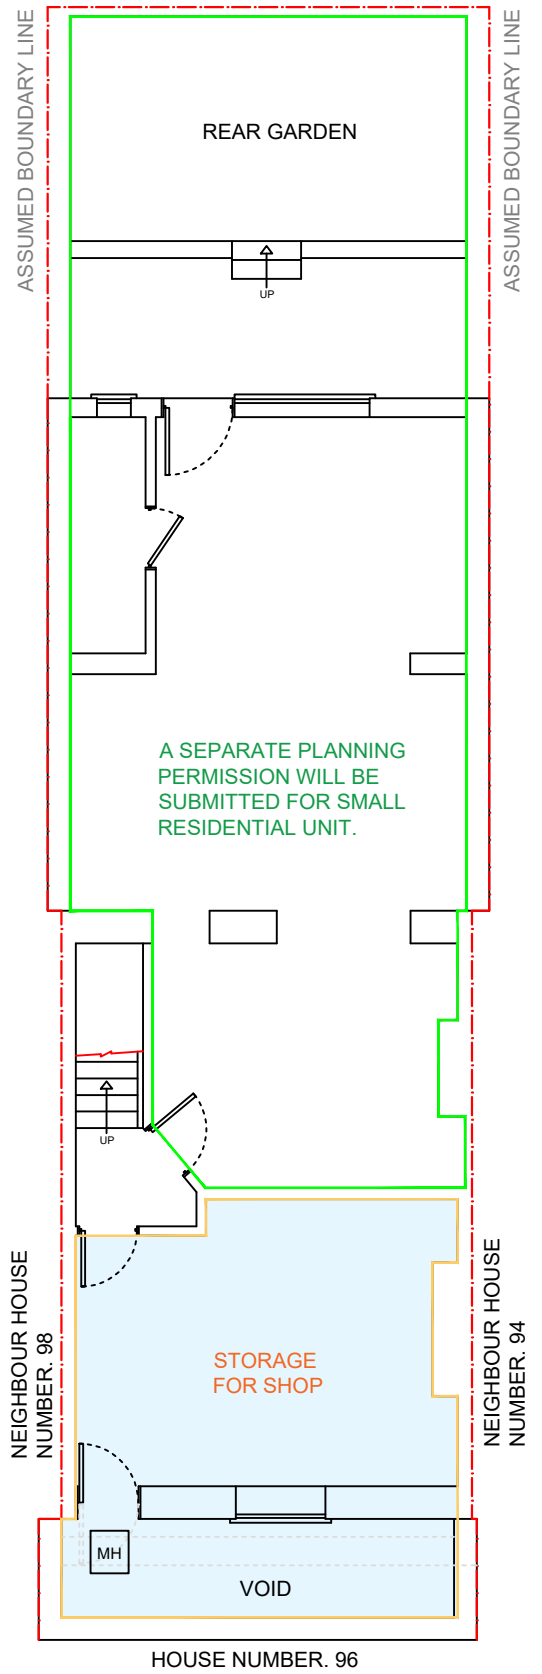 ASSUMED BOUNDARY LINE
ASSUMED BOUNDARY LINE
REAR GARDEN
UP
A SEPARATE PLANNING
PERMISSION WILL BE
SUBMITTED FOR SMALL
RESIDENTIAL UNIT.
UP
NEIGHBOUR HOUSE
NUMBER. 98
NEIGHBOUR HOUSE
NUMBER. 94
STORAGE
FOR SHOP
MH
VOID
HOUSE NUMBER. 96